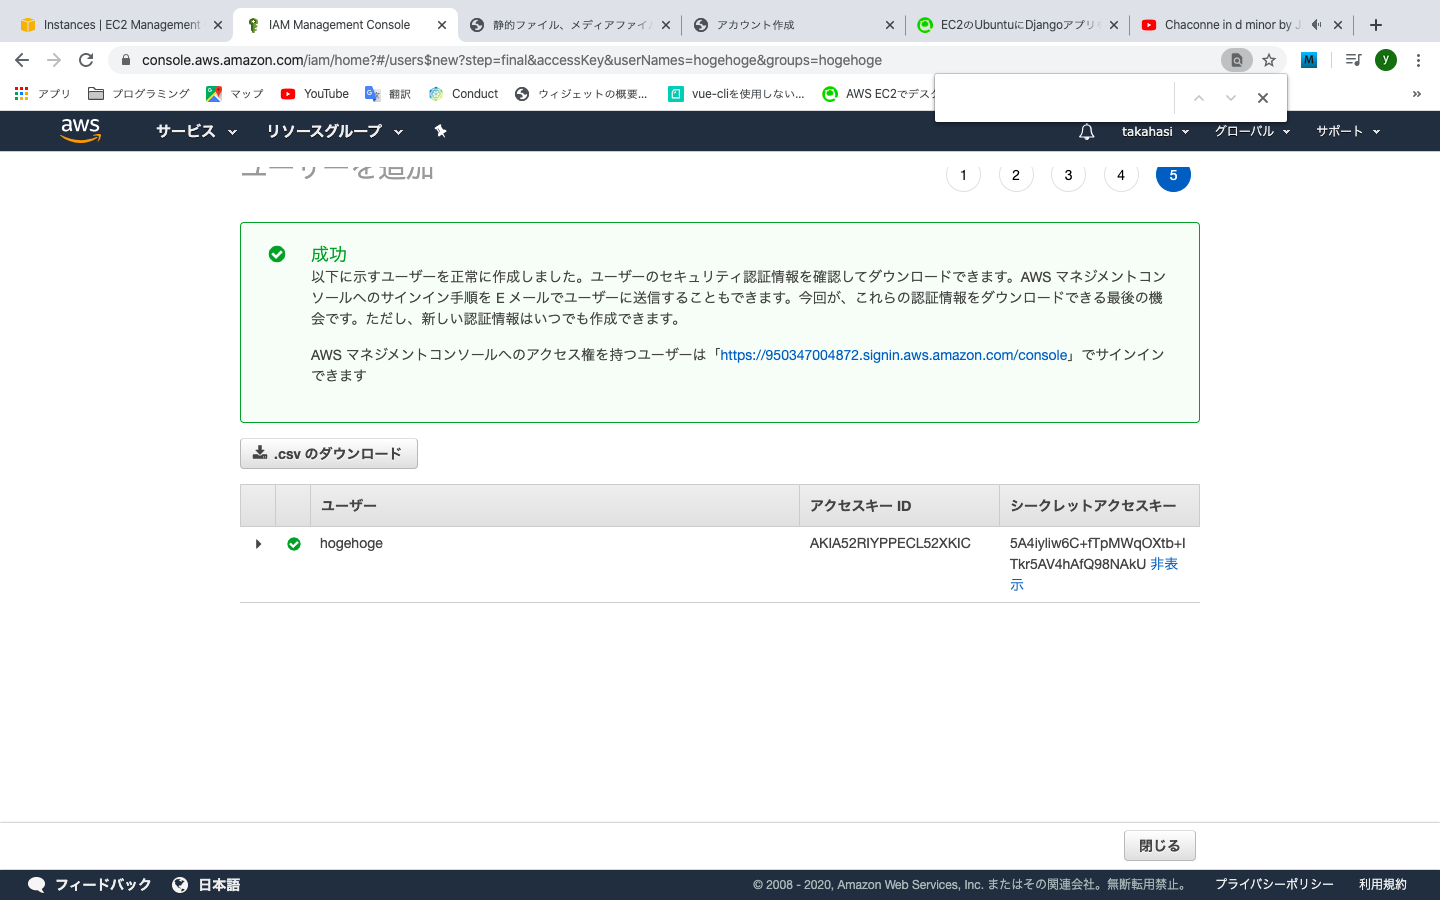 Instances | EC2 Management
IAM Management Console
静的ファイル、メディアファイル
アカウント作成
EC2のUbuntuにDjangoアプリを
Chaconne in d minor by J
console.aws.amazon.com/iam/home?#/users$new?step=final&accessKey&userNames=hogehoge&groups=hogehoge
M
y
アプリ
プログラミング
マップ
YouTube
翻訳
Conduct
ウィジェットの概要...
vue-cliを使用しない...
AWS EC2でデスク
»
aws
サービス
リソースグループ
takahasi
グローバル
サポート
ユーザーを追加
1 2 3 4 5
成功
以下に示すユーザーを正常に作成しました。ユーザーのセキュリティ認証情報を確認してダウンロードできます。AWS マネジメントコン
ソールへのサインイン手順を E メールでユーザーに送信することもできます。今回が、これらの認証情報をダウンロードできる最後の機
会です。ただし、新しい認証情報はいつでも作成できます。
AWS マネジメントコンソールへのアクセス権を持つユーザーは「https://950347004872.signin.aws.amazon.com/console」でサインイン
できます
.csv のダウンロード
ユーザー アクセスキー ID シークレットアクセスキー
hogehoge AKIA52RIYPPECL52XKIC 5A4iyliw6C+fTpMWqOXtb+I
Tkr5AV4hAfQ98NAkU 非表
示
閉じる
フィードバック
日本語
© 2008 - 2020, Amazon Web Services, Inc. またはその関連会社。無断転用禁止。
プライバシーポリシー
利用規約